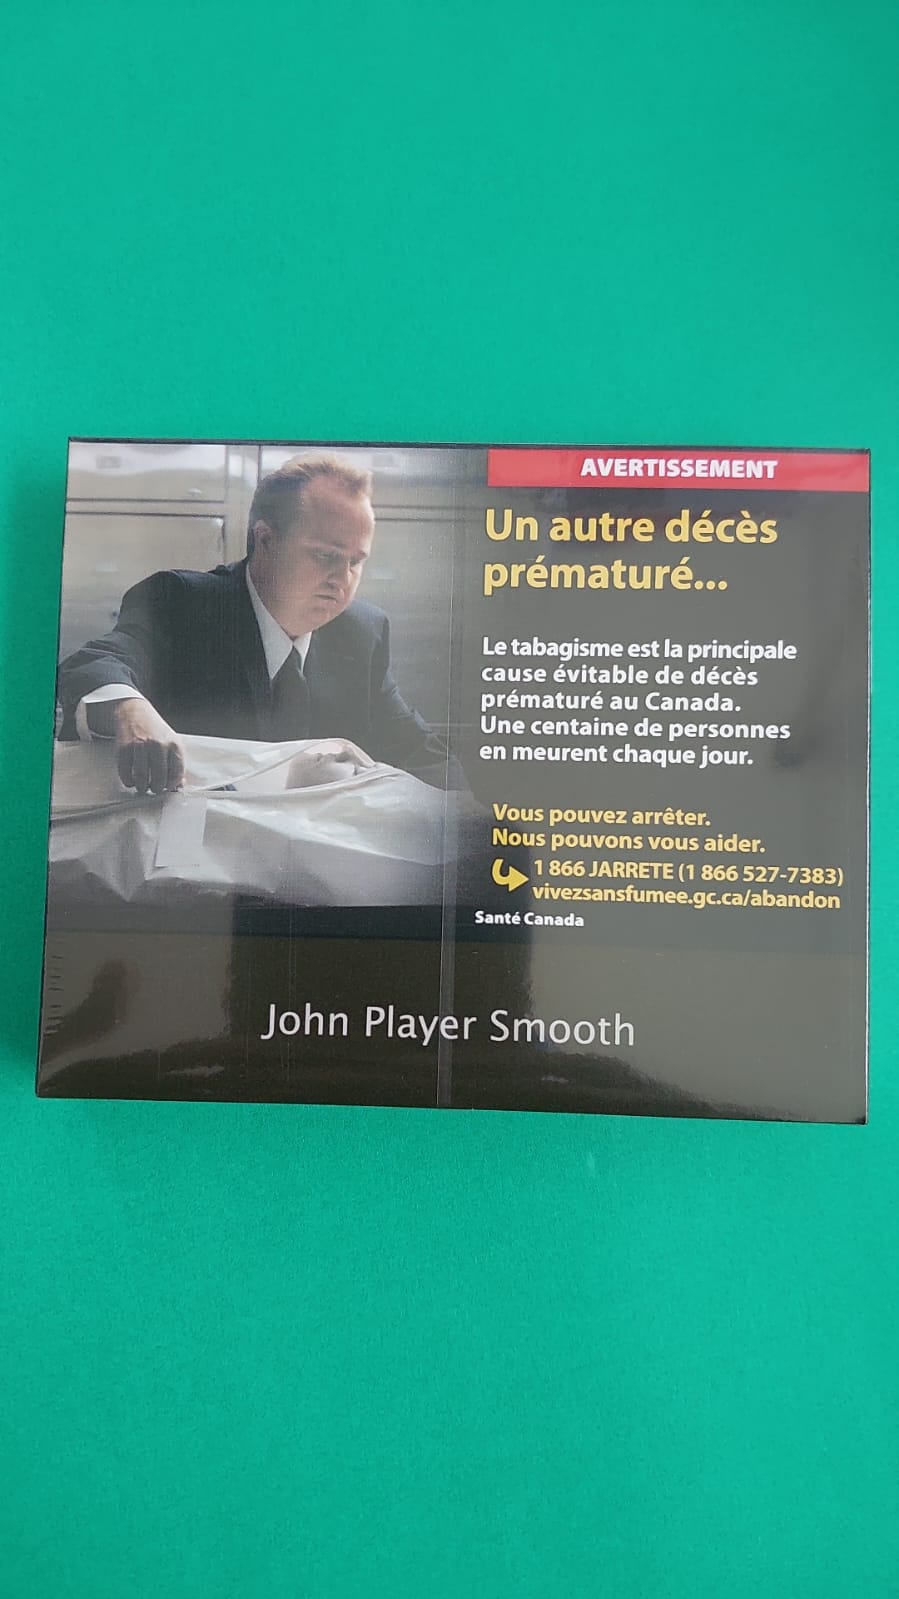 AVERTISSEMENT
Un autre décès
prématuré...
Le tabagisme est la principale
cause évitable de décès
prématuré au Canada.
Une centaine de personnes
en meurent chaque jour.
Vous pouvez arrêter.
Nous pouvons vous aider.
1 866 JARRETE (1 866 527-7383)
vivezsansfumee.gc.ca/abandon
Santé Canada
John Player Smooth